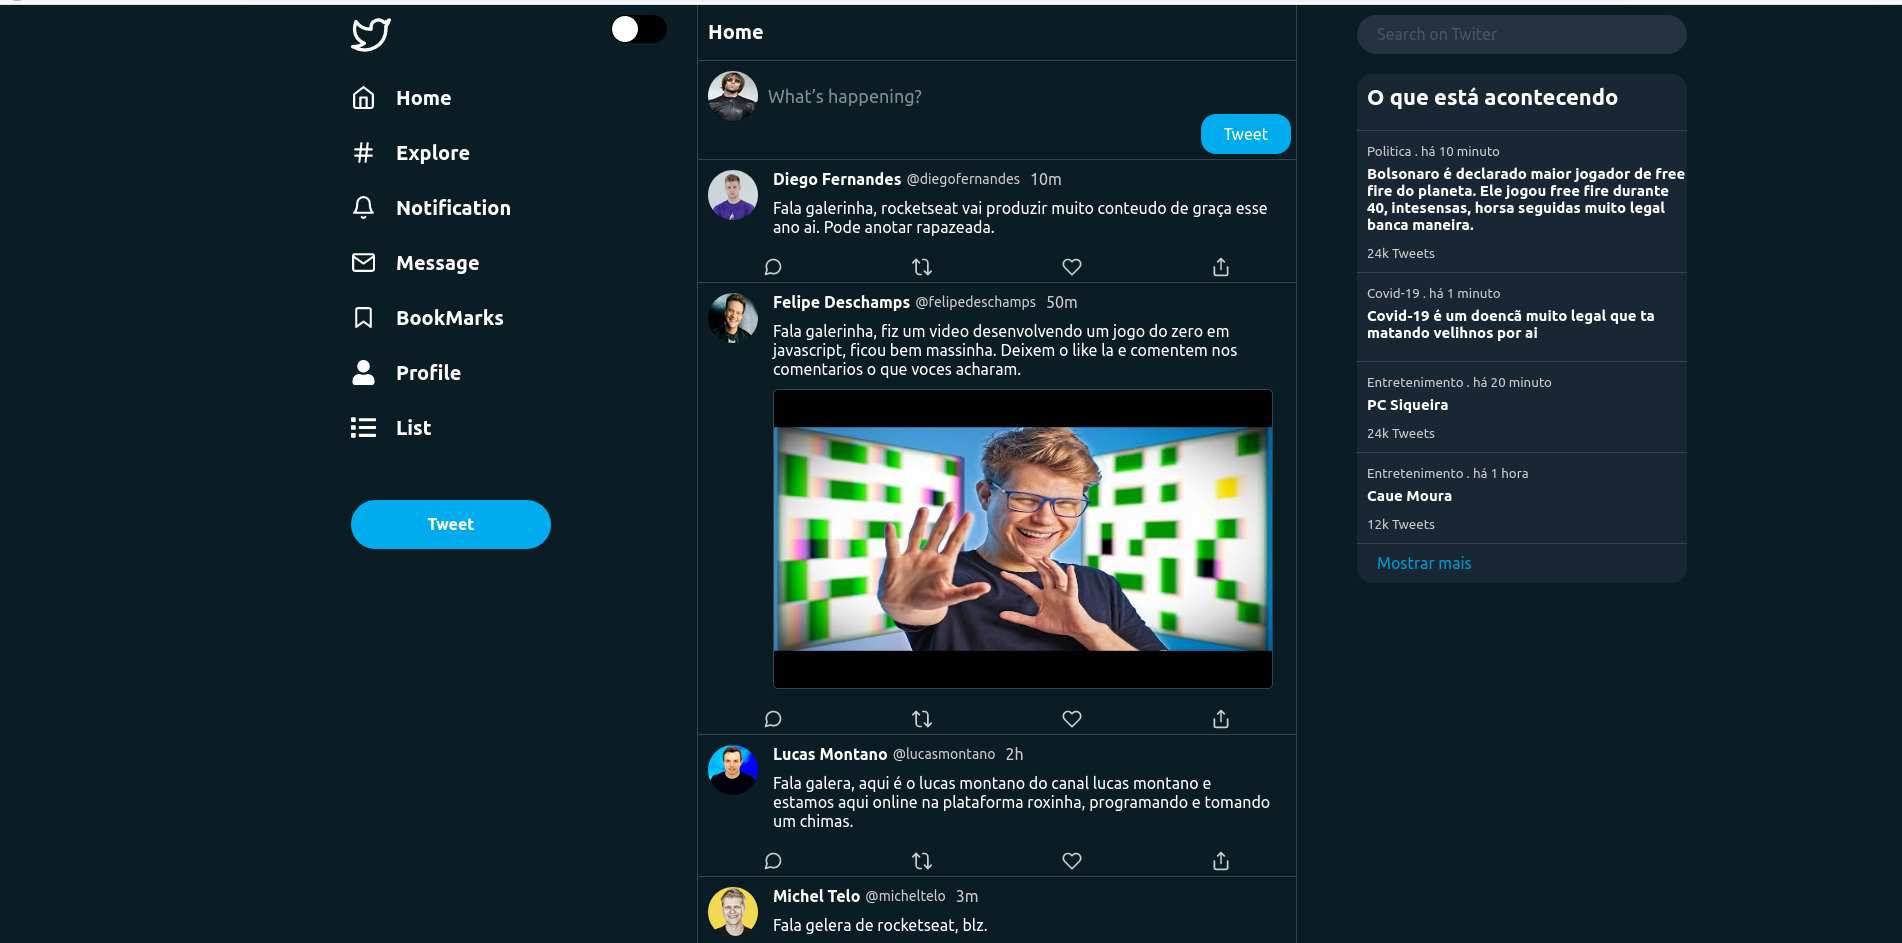 Home
Explore
Notification
Message
BookMarks
Profile
List
Tweet
Home
What's happening?
Tweet
Diego Fernandes @diegofernandes 10m
Fala galerinha, rocketseat vai produzir muito conteudo de graça esse
ano ai. Pode anotar rapazeada.
Felipe Deschamps @felipedeschamps 50m
Fala galerinha, fiz um video desenvolvendo um jogo do zero em
javascript, ficou bem massinha. Deixem o like la e comentem nos
comentarios o que voces acharam.
Lucas Montano @lucasmontano 2h
Fala galera, aqui é o lucas montano do canal lucas montano e
estamos aqui online na plataforma roxinha, programando e tomando
um chimas.
Michel Telo @micheltelo 3m
Fala gelera de rocketseat, blz.
Search on Twiter
O que está acontecendo
Politica . há 10 minuto
Bolsonaro é declarado maior jogador de free
fire do planeta. Ele jogou free fire durante
40, intesensas, horsa seguidas muito legal
banca maneira.
24k Tweets
Covid-19 . há 1 minuto
Covid-19 é um doencã muito legal que ta
matando velihnos por ai
Entretenimento . há 20 minuto
PC Siqueira
24k Tweets
Entretenimento . há 1 hora
Caue Moura
12k Tweets
Mostrar mais